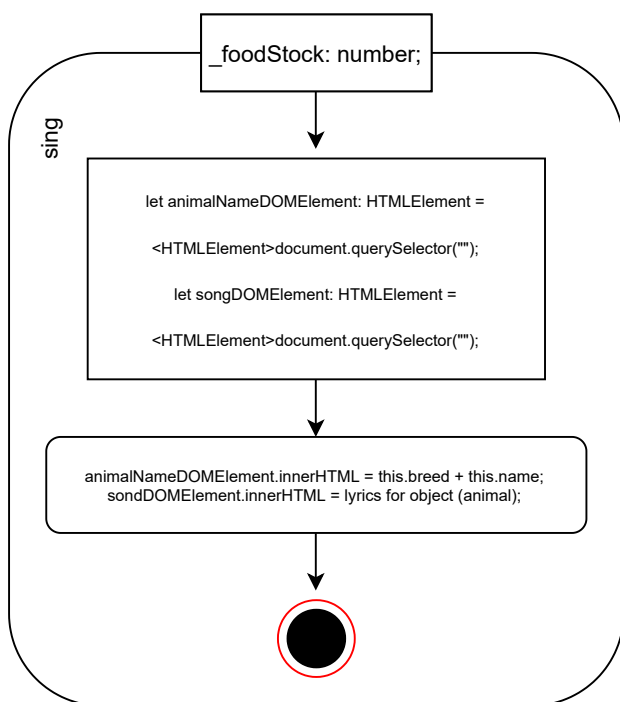 _foodStock: number;
sing
let animalNameDOMElement: HTMLElement =
<HTMLElement>document.querySelector("");
let songDOMElement: HTMLElement =
<HTMLElement>document.querySelector("");
animalNameDOMElement.innerHTML = this.breed + this.name;
sondDOMElement.innerHTML = lyrics for object (animal);